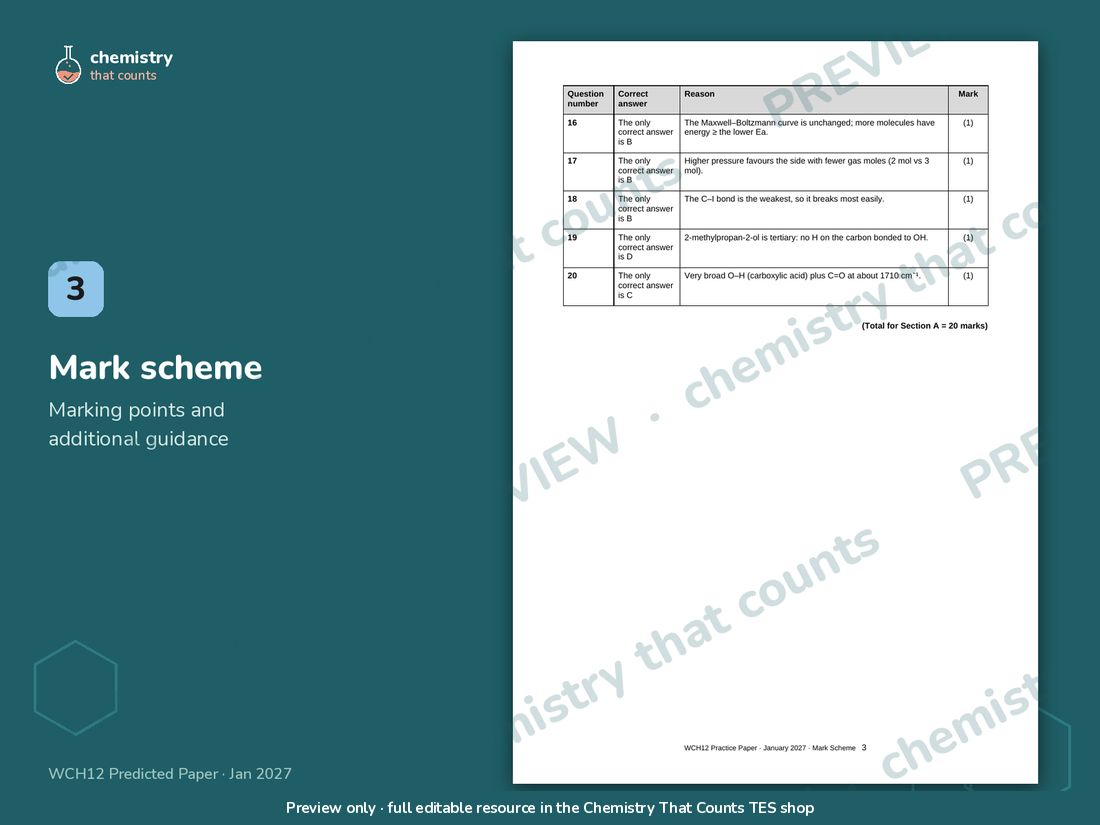 chemistry
that counts
3
Mark scheme
Marking points and
additional guidance
WCH12 Predicted Paper · Jan 2027
Question number Correct answer Reason Mark
16 The only correct answer is B The Maxwell–Boltzmann curve is unchanged; more molecules have energy ≥ the lower Ea. (1)
17 The only correct answer is B Higher pressure favours the side with fewer gas moles (2 mol vs 3 mol). (1)
18 The only correct answer is B The C–I bond is the weakest, so it breaks most easily. (1)
19 The only correct answer is D 2-methylpropan-2-ol is tertiary: no H on the carbon bonded to OH. (1)
20 The only correct answer is C Very broad O–H (carboxylic acid) plus C=O at about 1710 cm⁻¹. (1)
(Total for Section A = 20 marks)
WCH12 Practice Paper · January 2027 · Mark Scheme 3
Preview only · full editable resource in the Chemistry That Counts TES shop